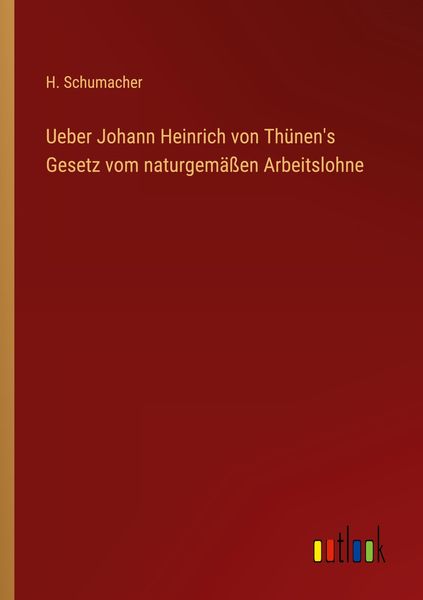 H. Schumacher
Ueber Johann Heinrich von Thünen's
Gesetz vom naturgemäßen Arbeitslohne
outlook